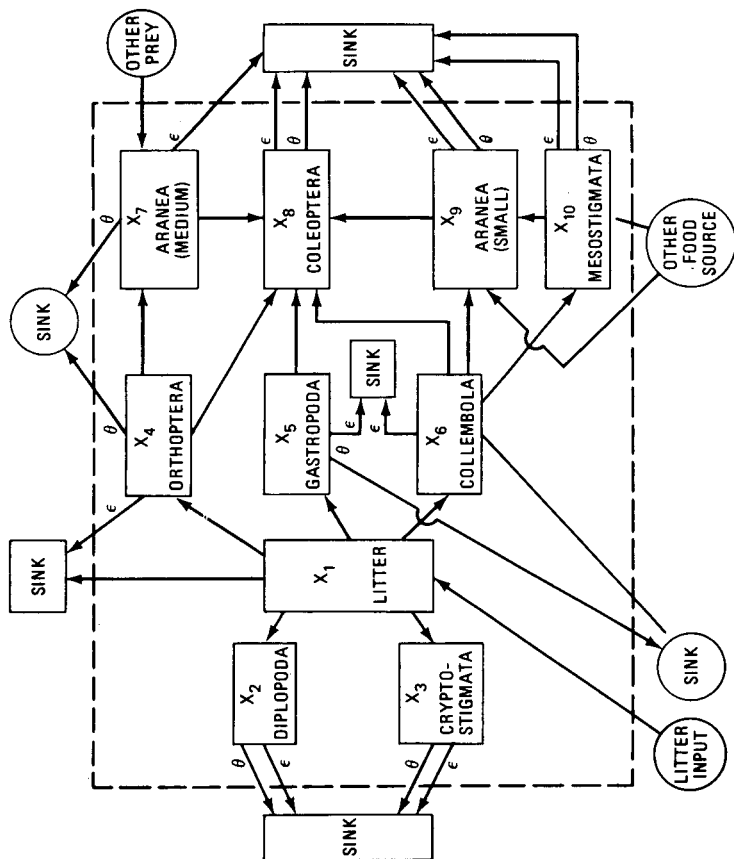 SINK
ε
θ
ε
θ
X3
CRYPTO-
STIGMATA
X2
DIPLOPODA
LITTER
INPUT
X1
LITTER
SINK
SINK
ε
X6
COLLEMBOLA
ε
θ
ε
SINK
X5
GASTROPODA
θ
X4
ORTHOPTERA
SINK
OTHER
FOOD
SOURCE
X10
MESOSTIGMATA
X9
ARANEA
(SMALL)
X8
COLEOPTERA
θ
X7
ARANEA
(MEDIUM)
θ
ε
θ
ε
θ
ε
ε
SINK
OTHER
PREY